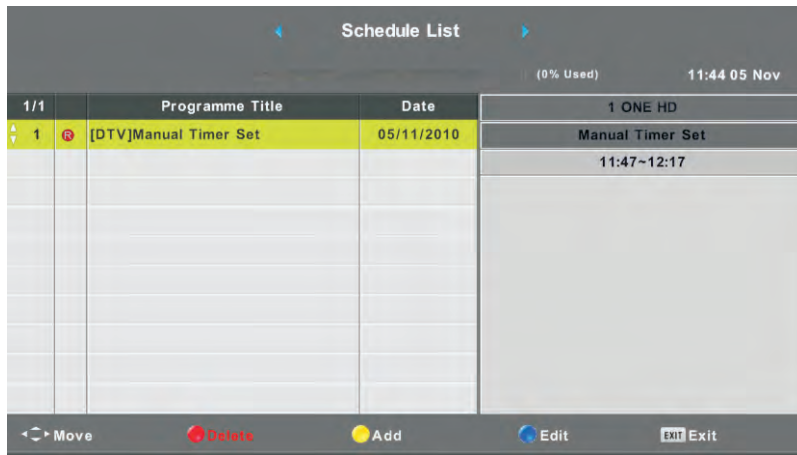 Schedule List
(0% Used) 11:44 05 Nov
1/1 Programme Title Date 1 ONE HD
1 R [DTV]Manual Timer Set 05/11/2010 Manual Timer Set
11:47~12:17
Move Delete Add Edit EXIT Exit